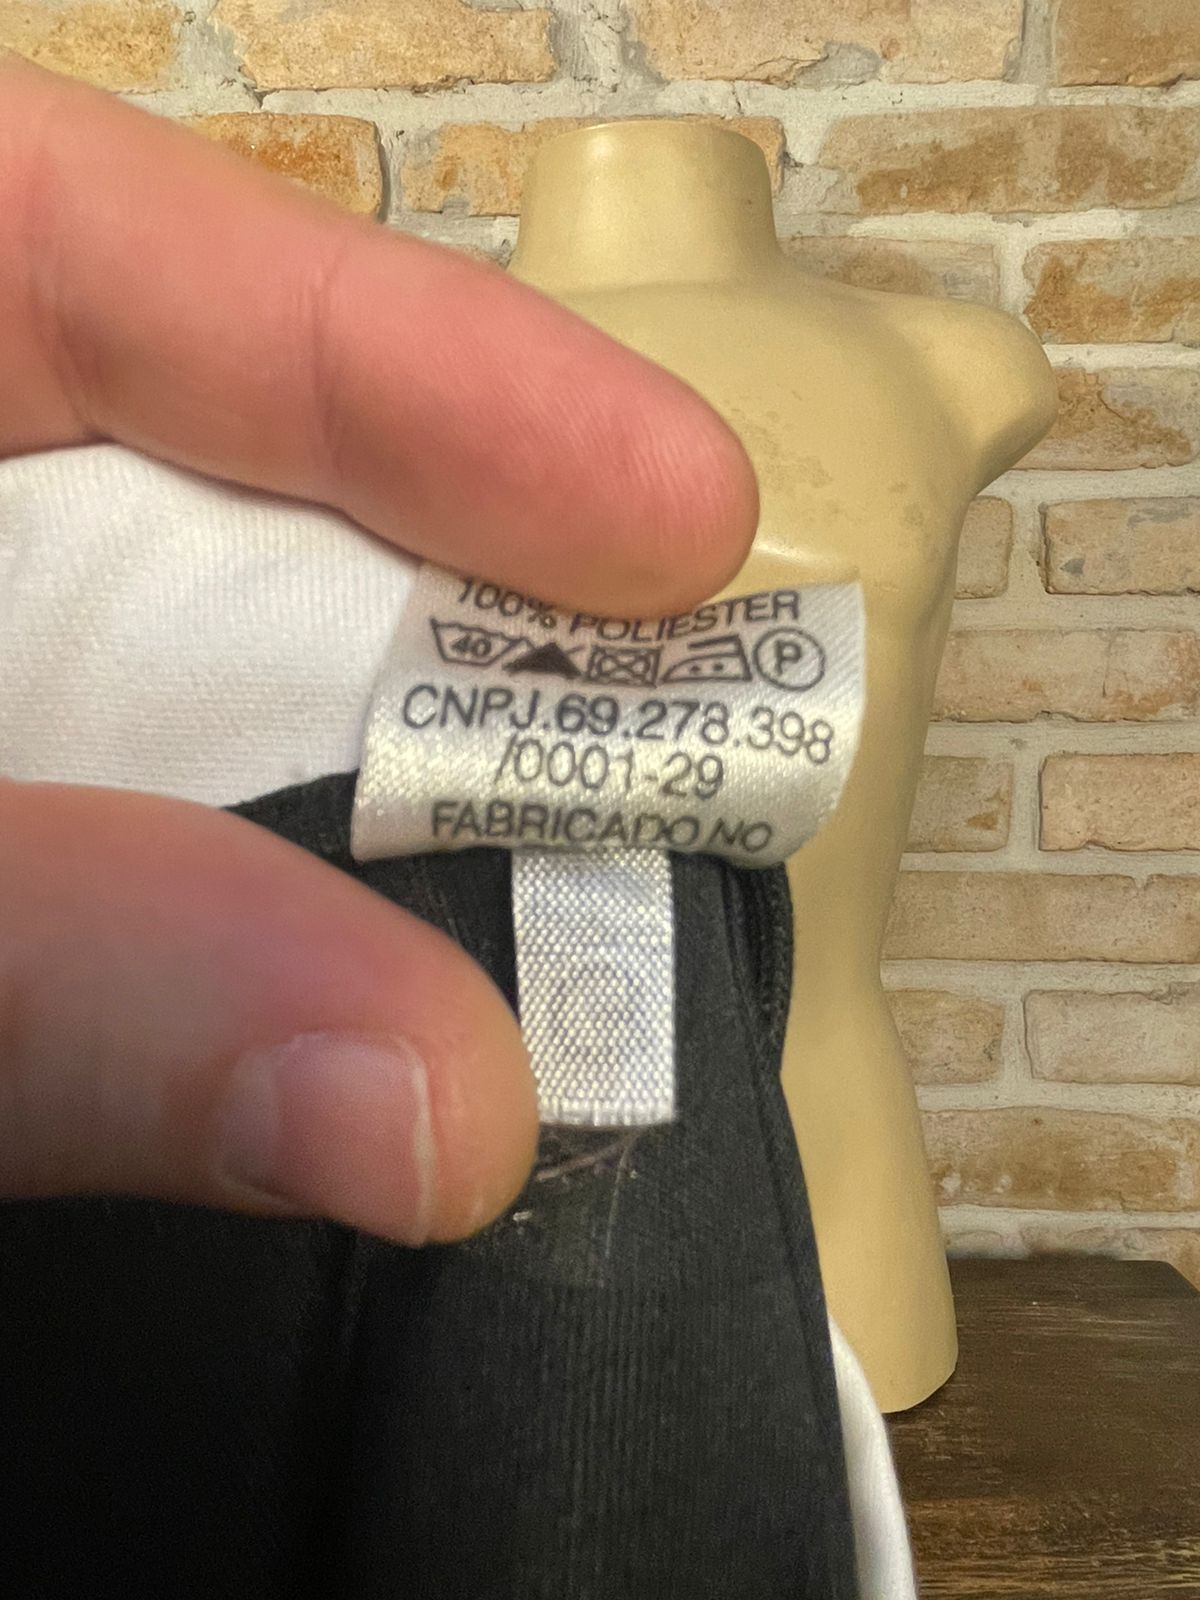 100% POLIESTER
40 P
CNPJ.69.278.398
/0001-29
FABRICADO NO